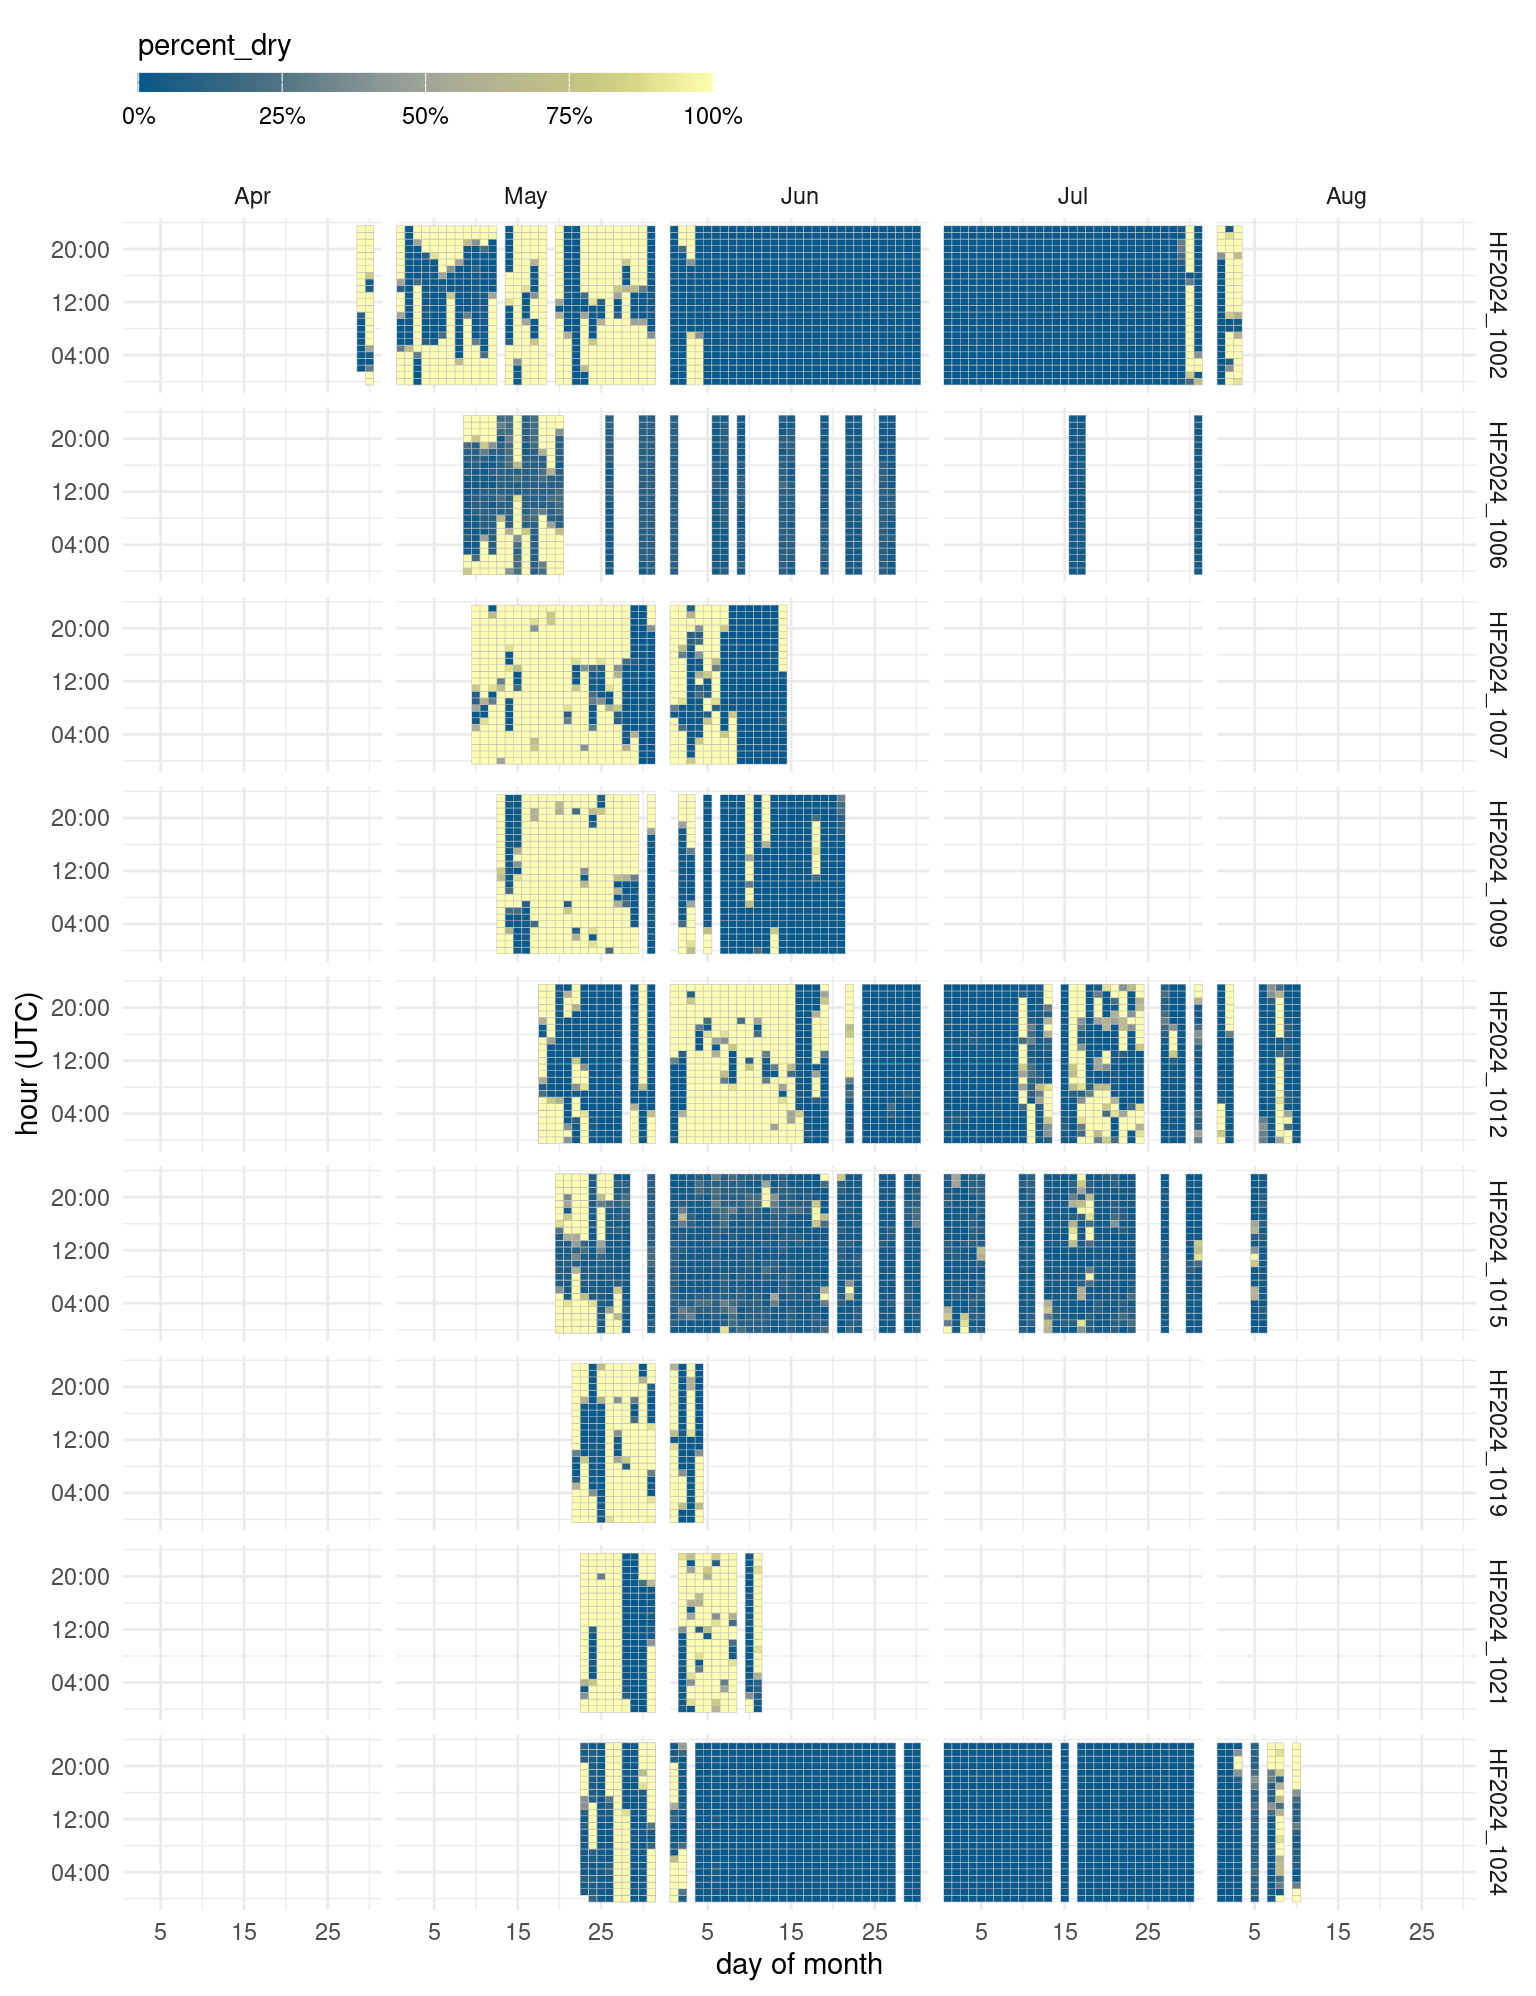 percent_dry
0% 25% 50% 75% 100%
Apr May Jun Jul Aug
20:00
12:00
04:00
HF2024_1002
20:00
12:00
04:00
HF2024_1006
20:00
12:00
04:00
HF2024_1007
20:00
12:00
04:00
HF2024_1009
hour (UTC)
20:00
12:00
04:00
HF2024_1012
20:00
12:00
04:00
HF2024_1015
20:00
12:00
04:00
HF2024_1019
20:00
12:00
04:00
HF2024_1021
20:00
12:00
04:00
HF2024_1024
5 15 25 5 15 25 5 15 25 5 15 25 5 15 25
day of month